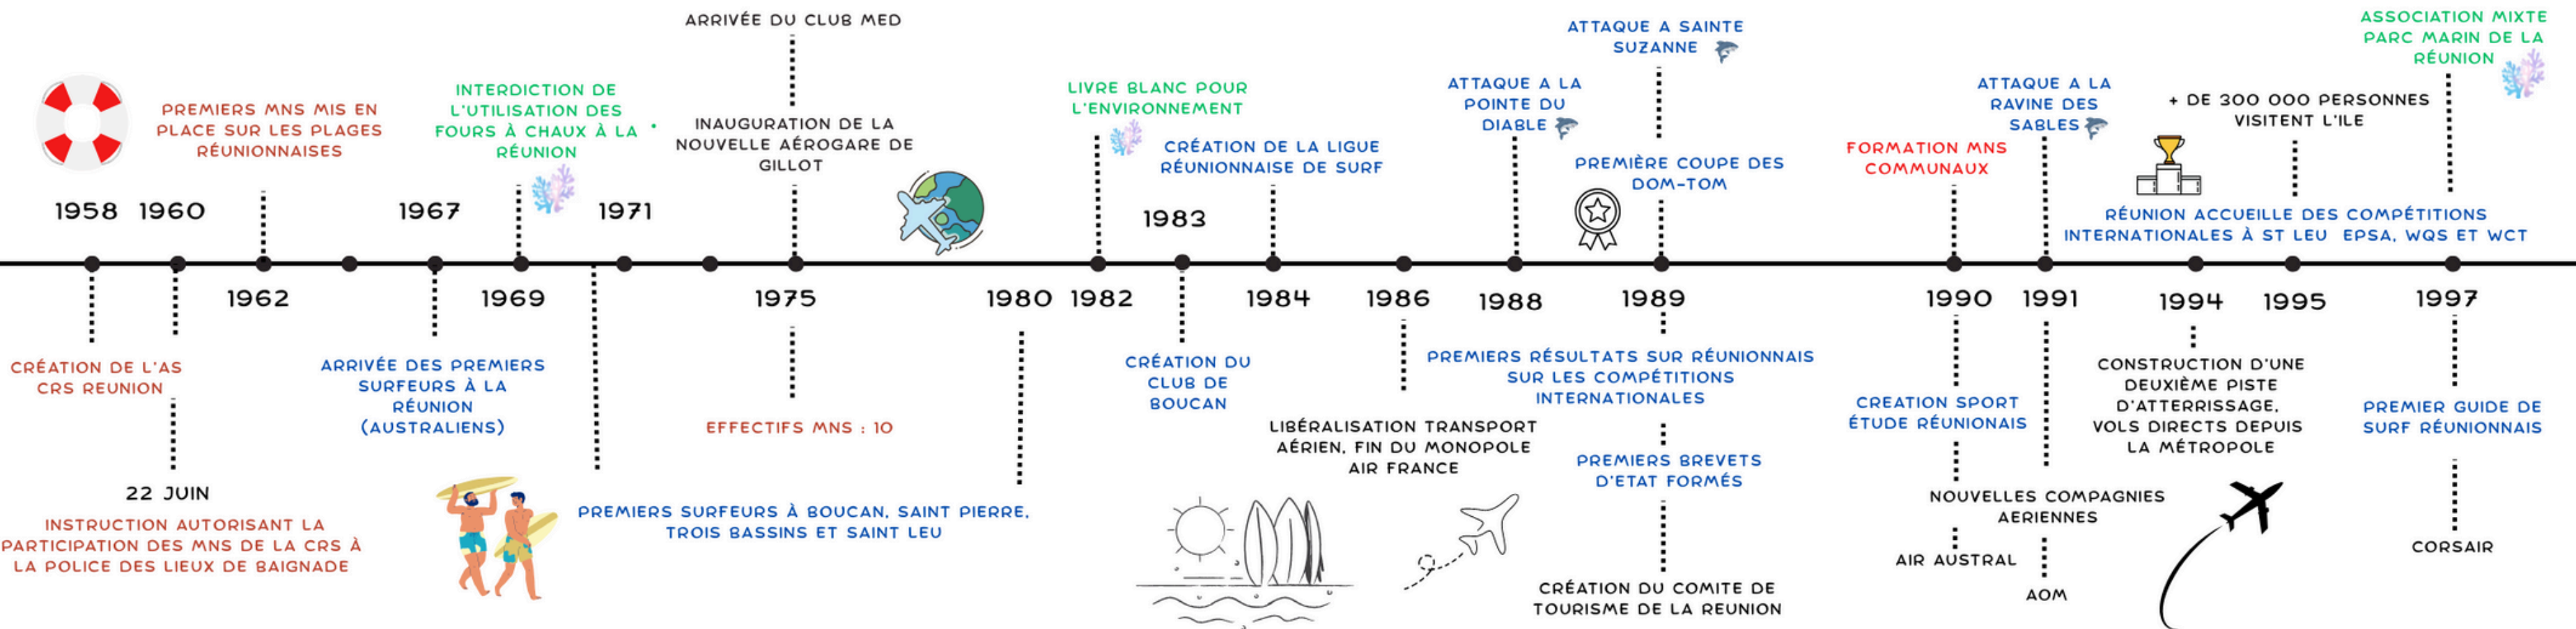 ARRIVÉE DU CLUB MED
PREMIERS MNS MIS EN
PLACE SUR LES PLAGES
RÉUNIONNAISES
INTERDICTION DE
L'UTILISATION DES
FOURS À CHAUX À LA
RÉUNION
INAUGURATION DE LA
NOUVELLE AÉROGARE DE
GILLOT
LIVRE BLANC POUR
L'ENVIRONNEMENT
CRÉATION DE LA LIGUE
RÉUNIONNAISE DE SURF
ATTAQUE A LA
POINTE DU
DIABLE
ATTAQUE A SAINTE
SUZANNE
PREMIÈRE COUPE DES
DOM-TOM
FORMATION MNS
COMMUNAUX
ATTAQUE A LA
RAVINE DES
SABLES
+ DE 300 000 PERSONNES
VISITENT L'ILE
RÉUNION ACCUEILLE DES COMPÉTITIONS
INTERNATIONALES À ST LEU EPSA, WQS ET WCT
ASSOCIATION MIXTE
PARC MARIN DE LA
RÉUNION
1958
1960
1967
1971
1983
1962
1969
1975
1980
1982
1984
1986
1988
1989
1990
1991
1994
1995
1997
CRÉATION DE L'AS
CRS REUNION
22 JUIN
INSTRUCTION AUTORISANT LA
PARTICIPATION DES MNS DE LA CRS À
LA POLICE DES LIEUX DE BAIGNADE
ARRIVÉE DES PREMIERS
SURFEURS À LA
RÉUNION
(AUSTRALIENS)
EFFECTIFS MNS : 10
PREMIERS SURFEURS À BOUCAN, SAINT PIERRE,
TROIS BASSINS ET SAINT LEU
CRÉATION DU
CLUB DE
BOUCAN
LIBÉRALISATION TRANSPORT
AÉRIEN, FIN DU MONOPOLE
AIR FRANCE
PREMIERS RÉSULTATS SUR RÉUNIONNAIS
SUR LES COMPÉTITIONS
INTERNATIONALES
PREMIERS BREVETS
D'ETAT FORMÉS
CRÉATION DU COMITE DE
TOURISME DE LA REUNION
CREATION SPORT
ÉTUDE RÉUNIONAIS
NOUVELLES COMPAGNIES
AERIENNES
AIR AUSTRAL
AOM
CONSTRUCTION D'UNE
DEUXIÈME PISTE
D'ATTERRISSAGE,
VOLS DIRECTS DEPUIS
LA MÉTROPOLE
PREMIER GUIDE DE
SURF RÉUNIONNAIS
CORSAIR